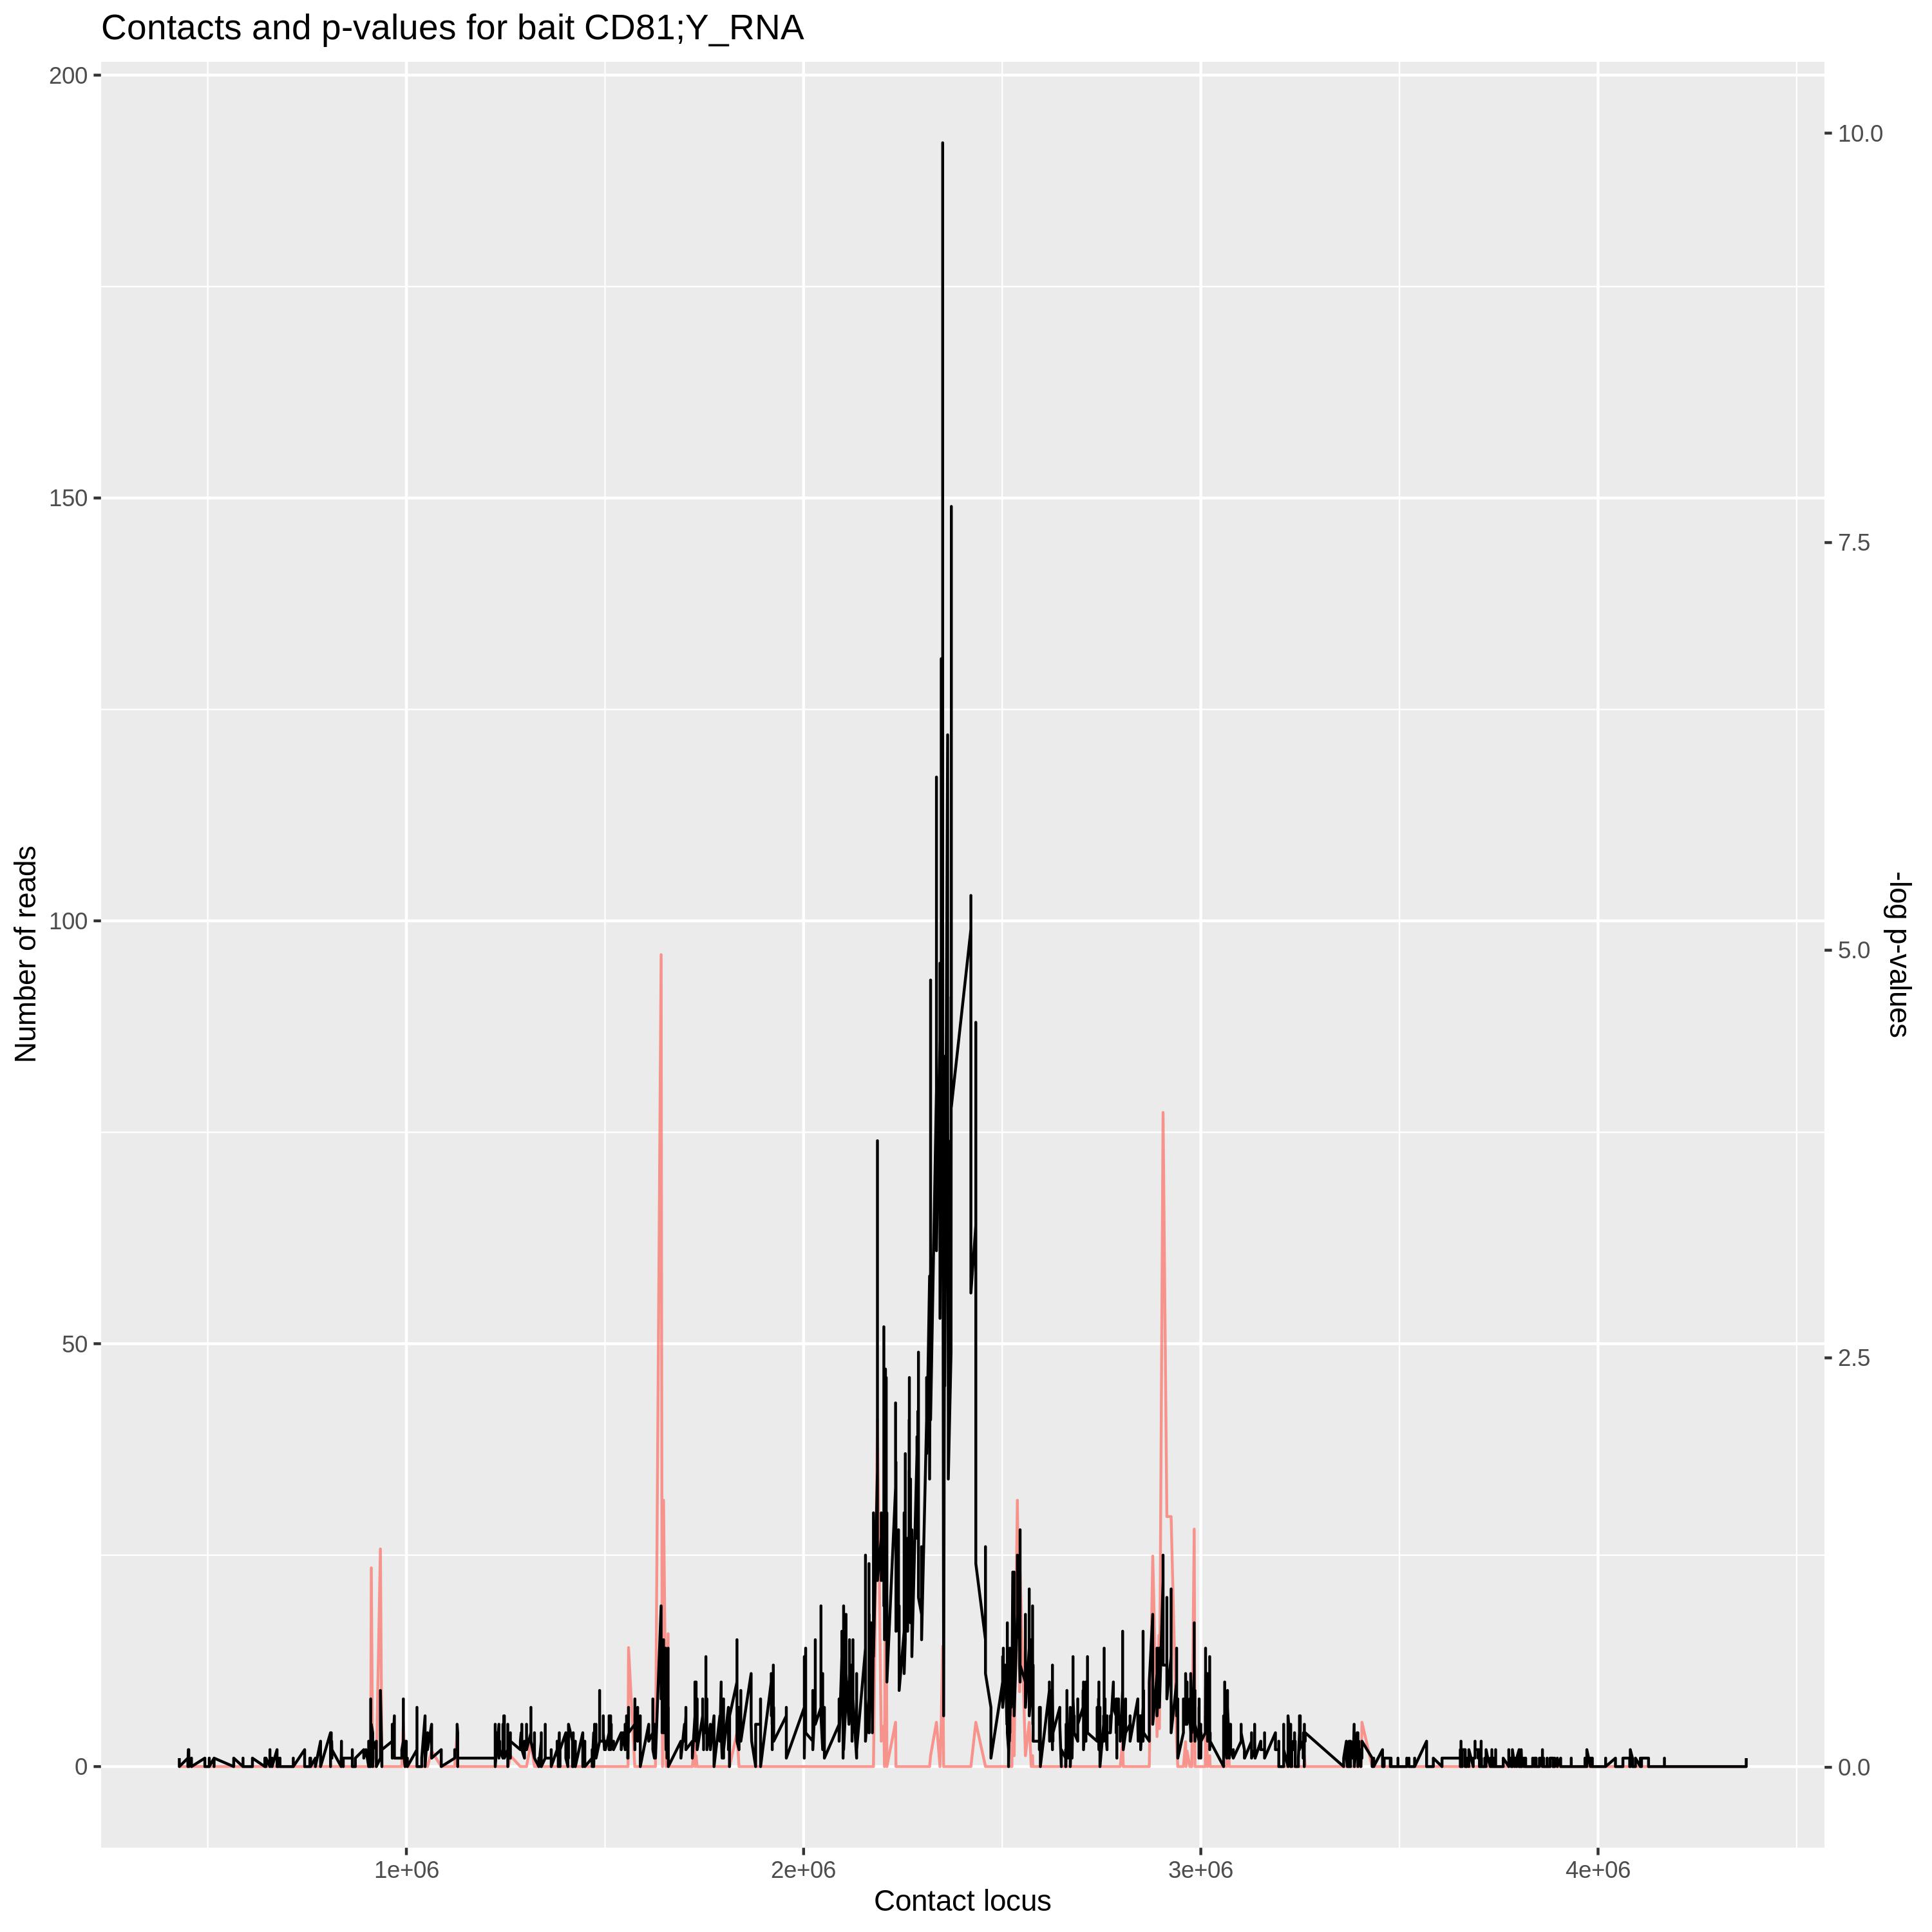 Contacts and p-values for bait CD81;Y_RNA
200
150
100
50
0
Number of reads
10.0
7.5
5.0
2.5
0.0
-log p-values
1e+06 2e+06 3e+06 4e+06
Contact locus